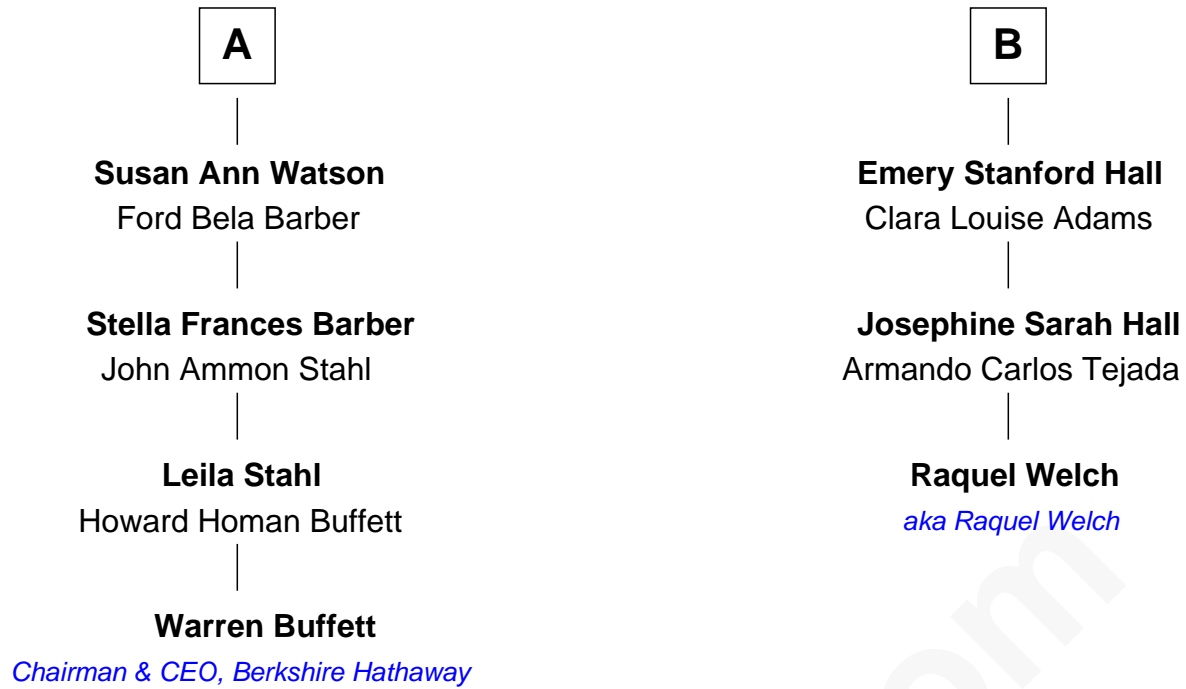 A
Susan Ann Watson
Ford Bela Barber
Stella Frances Barber
John Ammon Stahl
Leila Stahl
Howard Homan Buffett
Warren Buffett
Chairman & CEO, Berkshire Hathaway
B
Emery Stanford Hall
Clara Louise Adams
Josephine Sarah Hall
Armando Carlos Tejada
Raquel Welch
aka Raquel Welch
om